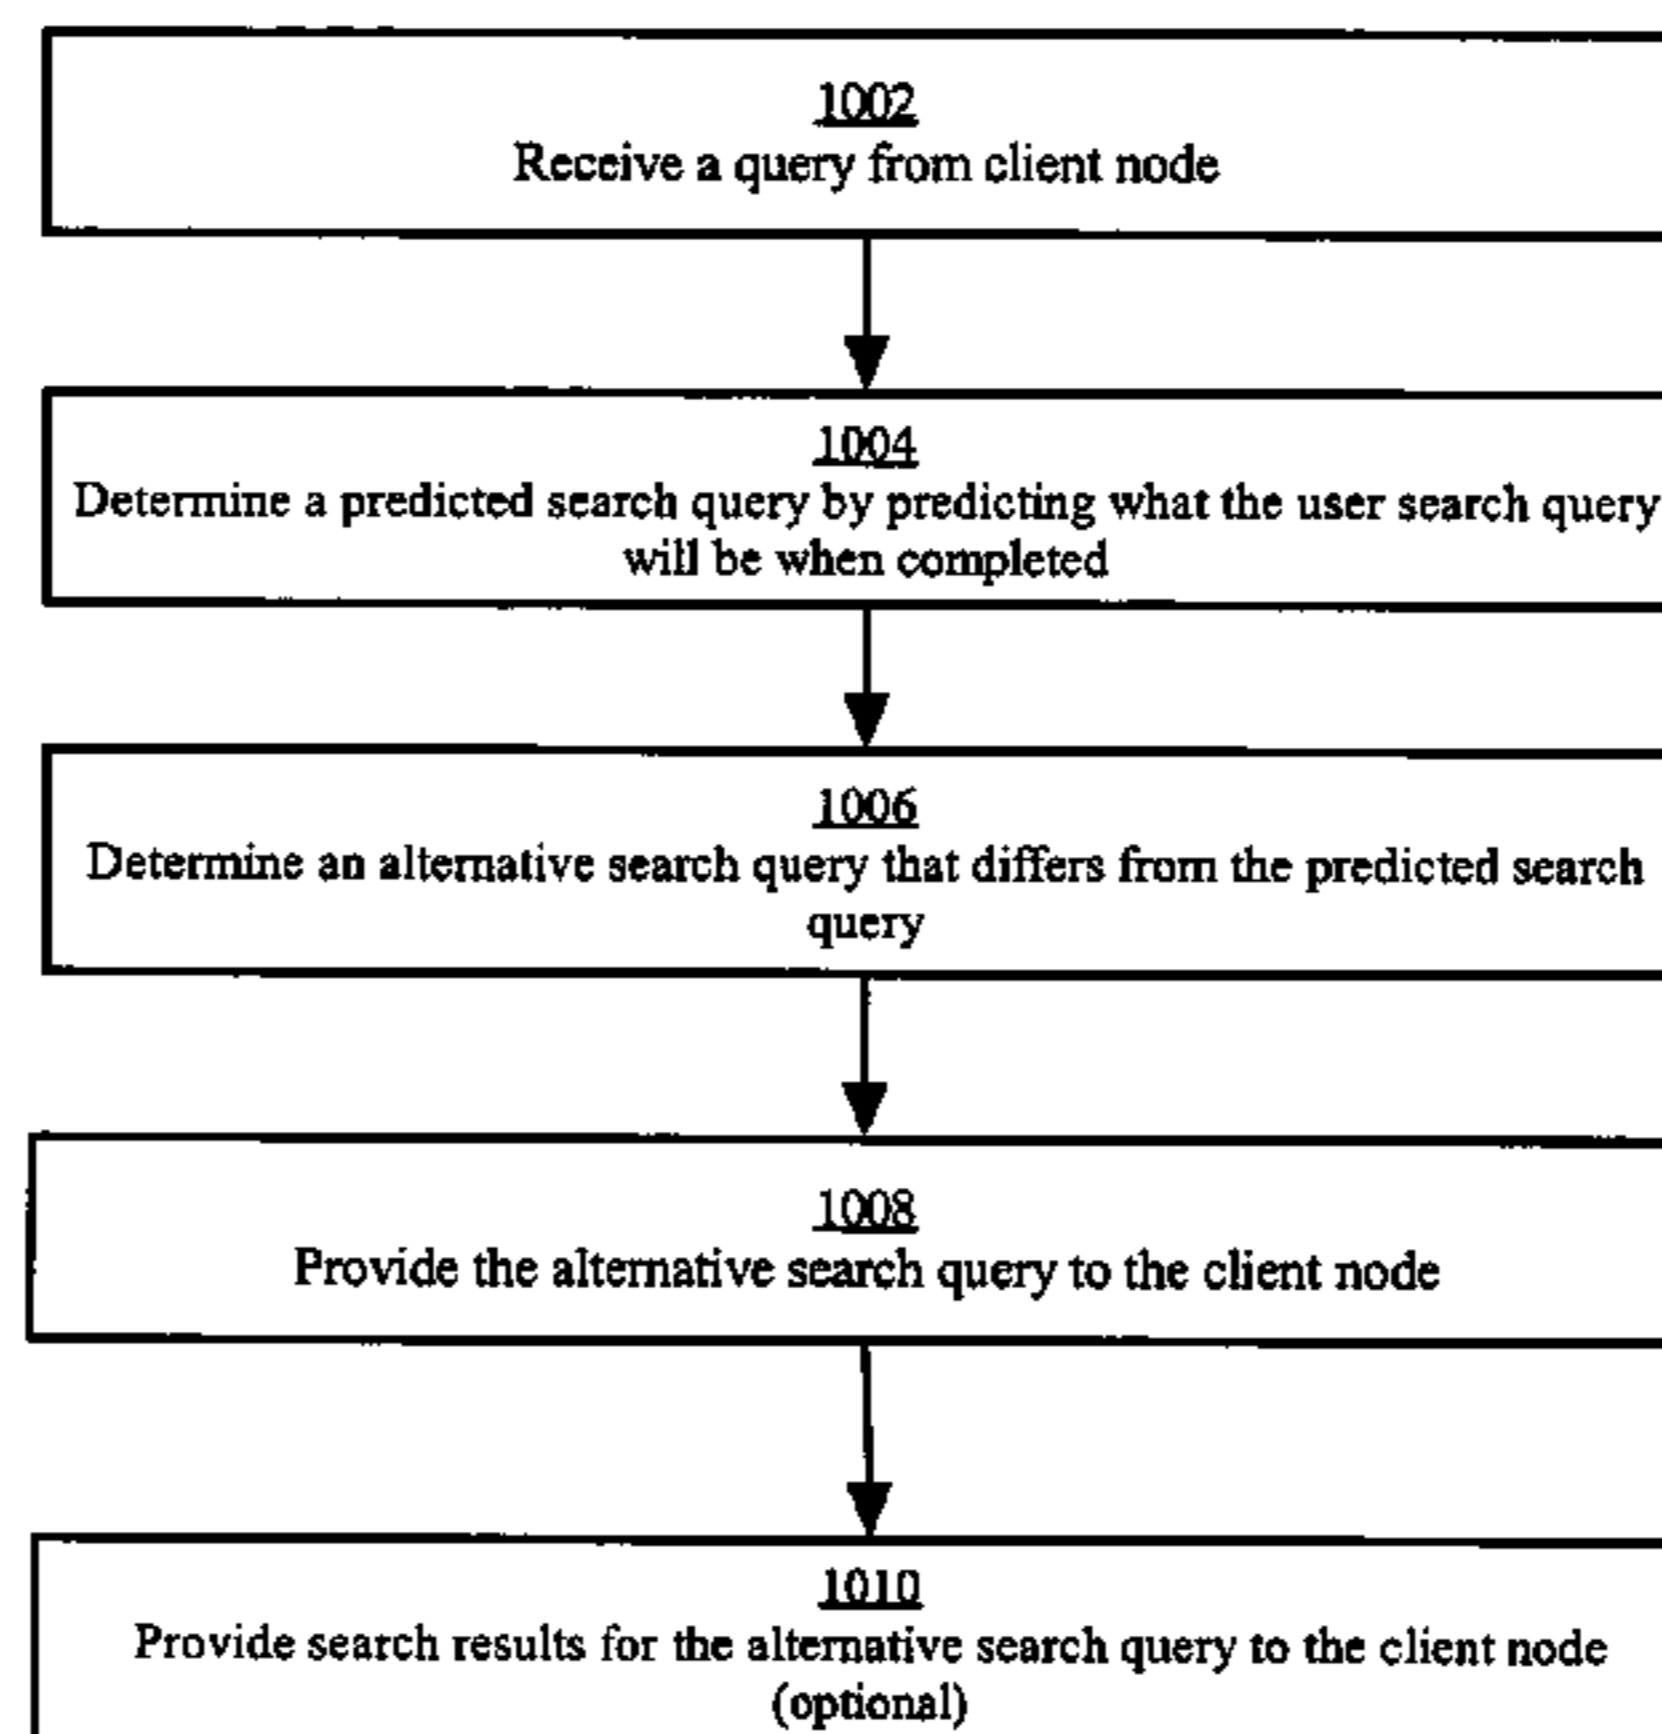 1002
Receive a query from client node
1004
Determine a predicted search query by predicting what the user search query
will be when completed
1006
Determine an alternative search query that differs from the predicted search
query
1008
Provide the alternative search query to the client node
1010
Provide search results for the alternative search query to the client node
(optional)